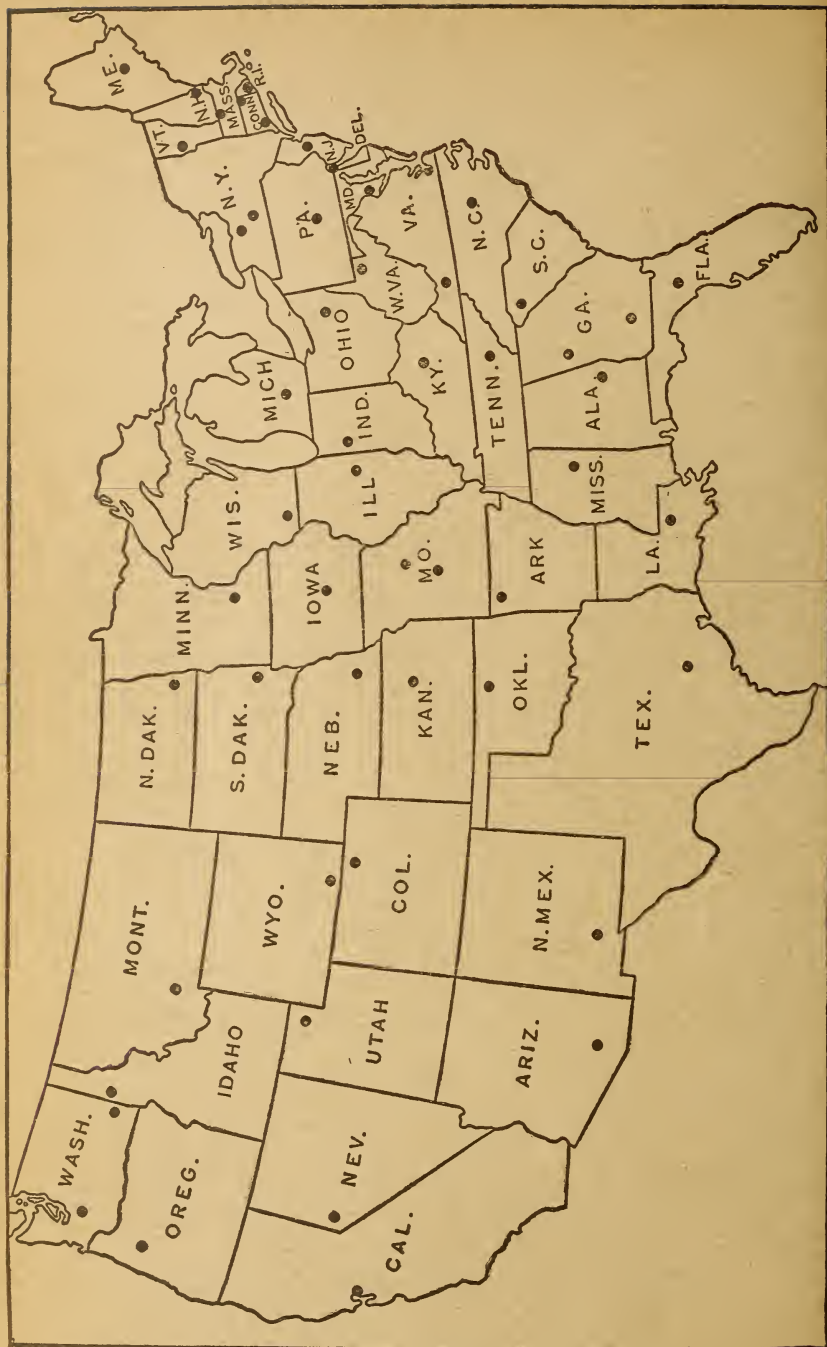 WASH.
OREG.
CAL.
NEV.
IDAHO
MONT.
WYO.
UTAH
ARIZ.
COL.
N.MEX.
N. DAK.
S. DAK.
NEB.
KAN.
OKL.
TEX.
MINN.
IOWA
MO.
ARK
LA.
WIS.
ILL
MICH
IND.
OHIO
KY.
TENN.
MISS.
ALA.
GA.
FLA.
S.C.
N.C.
VA.
W.VA.
MD.
DEL.
PA.
N.J.
N.Y.
VT.
N.H.
ME.
MASS.
CONN.
R.I.